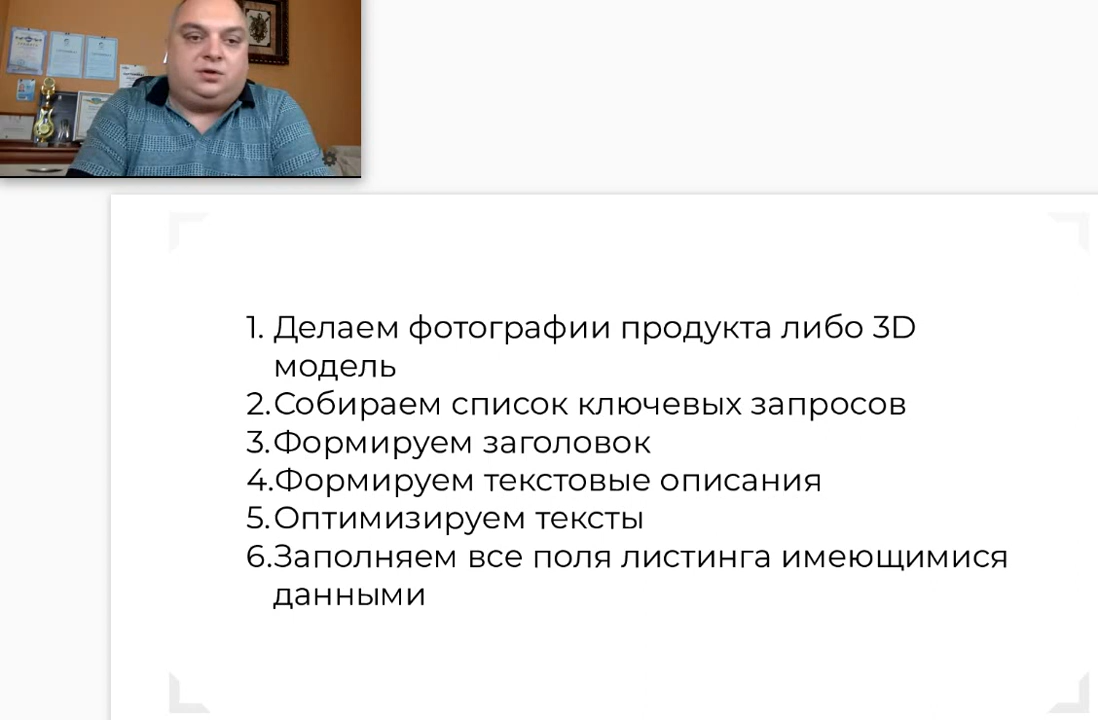 1. Делаем фотографии продукта либо 3D
модель
2.Собираем список ключевых запросов
3.Формируем заголовок
4.Формируем текстовые описания
5.Оптимизируем тексты
6.Заполняем все поля листинга имеющимися
данными